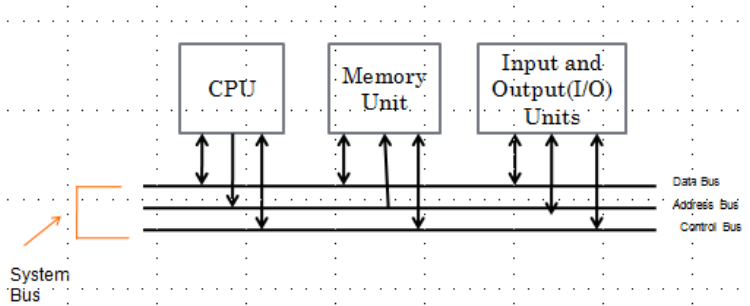 CPU
Memory
Unit
Input and
Output(I/O)
Units
Data Bus
Address Bus
Control Bus
System
Bus